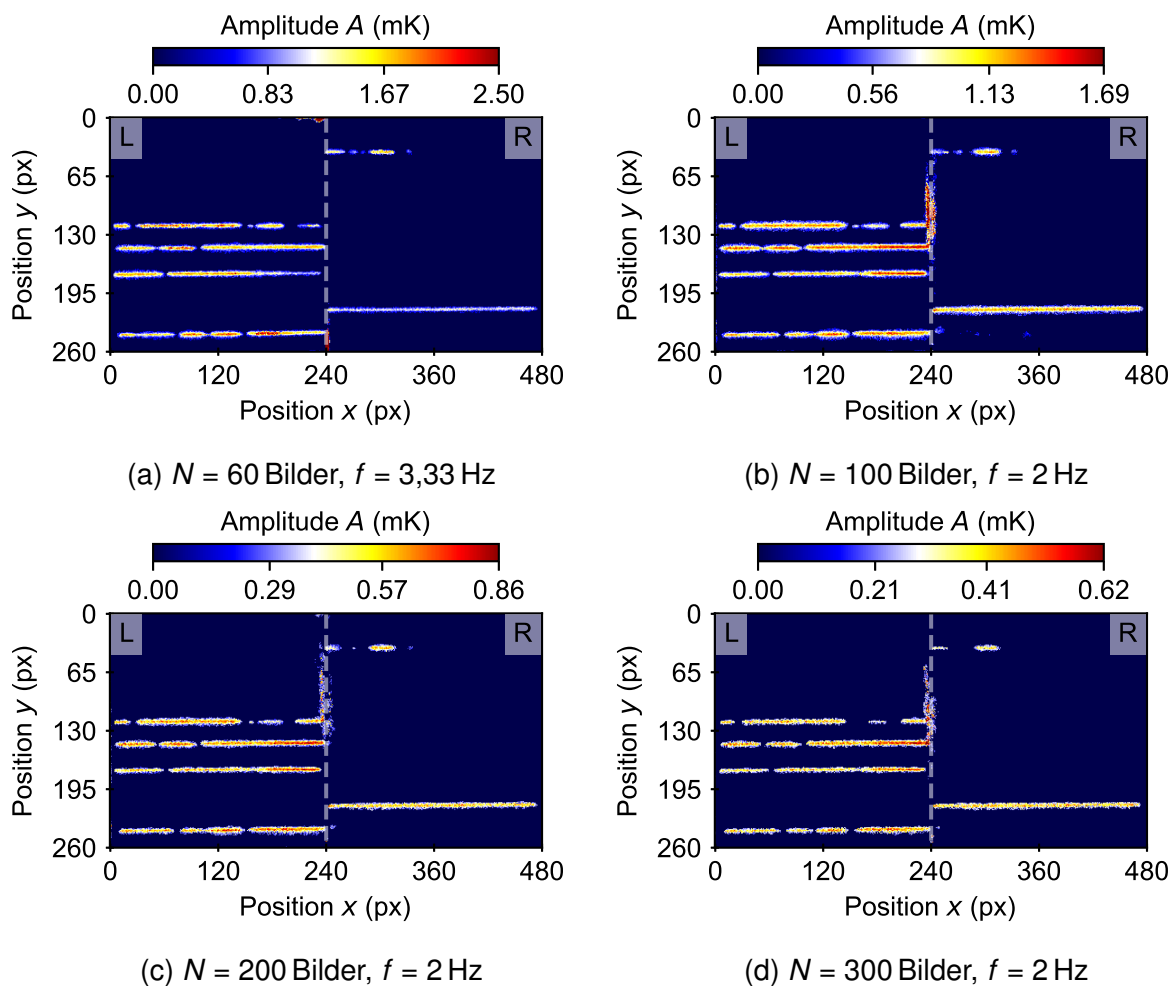 Amplitude A (mK)
0.00 0.83 1.67 2.50
L R
0
65
130
195
260
Position y (px)
0 120 240 360 480
Position x (px)
(a) N = 60 Bilder, f = 3,33 Hz
Amplitude A (mK)
0.00 0.56 1.13 1.69
L R
0
65
130
195
260
Position y (px)
0 120 240 360 480
Position x (px)
(b) N = 100 Bilder, f = 2 Hz
Amplitude A (mK)
0.00 0.29 0.57 0.86
L R
0
65
130
195
260
Position y (px)
0 120 240 360 480
Position x (px)
(c) N = 200 Bilder, f = 2 Hz
Amplitude A (mK)
0.00 0.21 0.41 0.62
L R
0
65
130
195
260
Position y (px)
0 120 240 360 480
Position x (px)
(d) N = 300 Bilder, f = 2 Hz